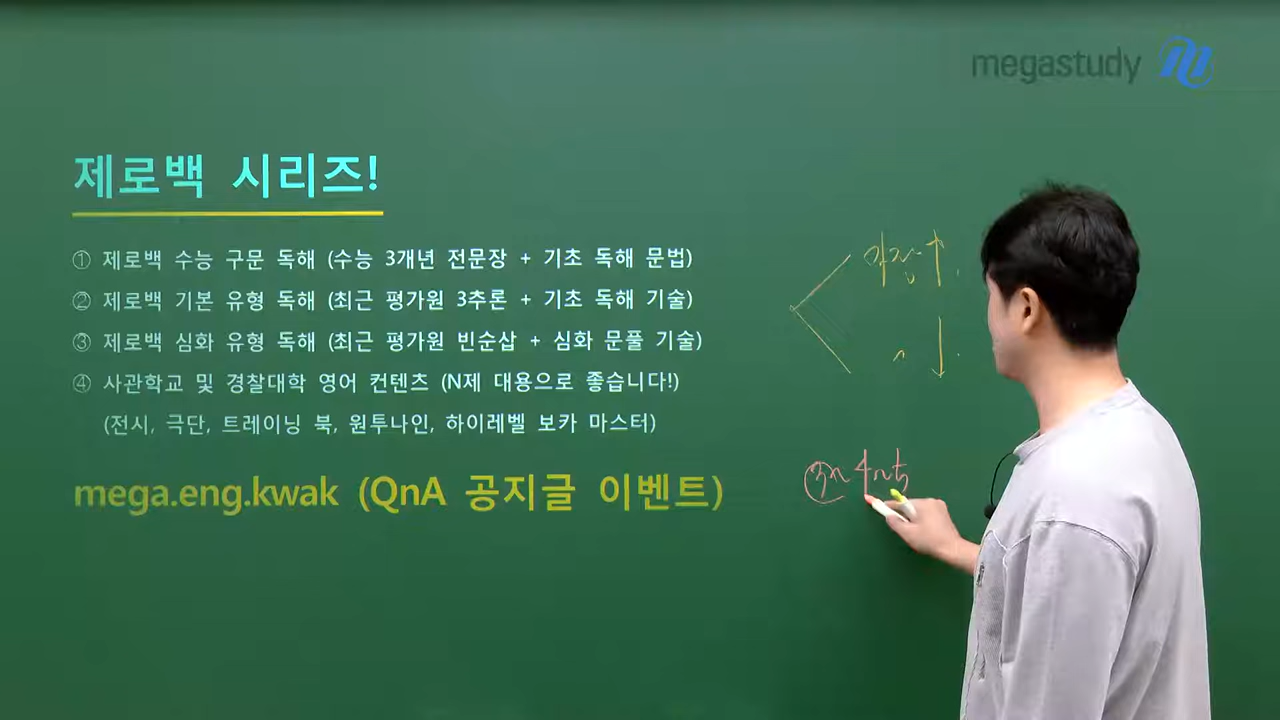 megastudy
제로백 시리즈!
① 제로백 수능 구문 독해 (수능 3개년 전문장 + 기초 독해 문법)
② 제로백 기본 유형 독해 (최근 평가원 3추론 + 기초 독해 기술)
③ 제로백 심화 유형 독해 (최근 평가원 빈순삽 + 심화 문풀 기술)
④ 사관학교 및 경찰대학 영어 컨텐츠 (N제 대용으로 좋습니다!)
(전시, 극단, 트레이닝 북, 원투나인, 하이레벨 보카 마스터)
mega.eng.kwak (QnA 공지글 이벤트)